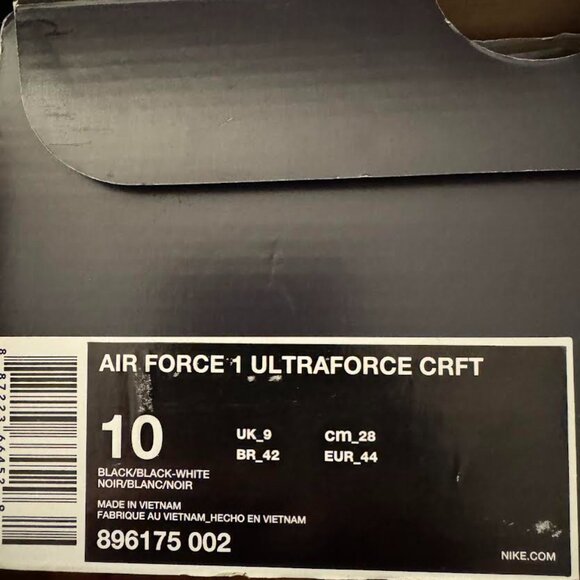 AIR FORCE 1 ULTRAFORCE CRFT
10
UK_9 cm_28
BR_42 EUR_44
BLACK/BLACK-WHITE
NOIR/BLANC/NOIR
MADE IN VIETNAM
FABRIQUE AU VIETNAM_HECHO EN VIETNAM
896175 002
NIKE.COM